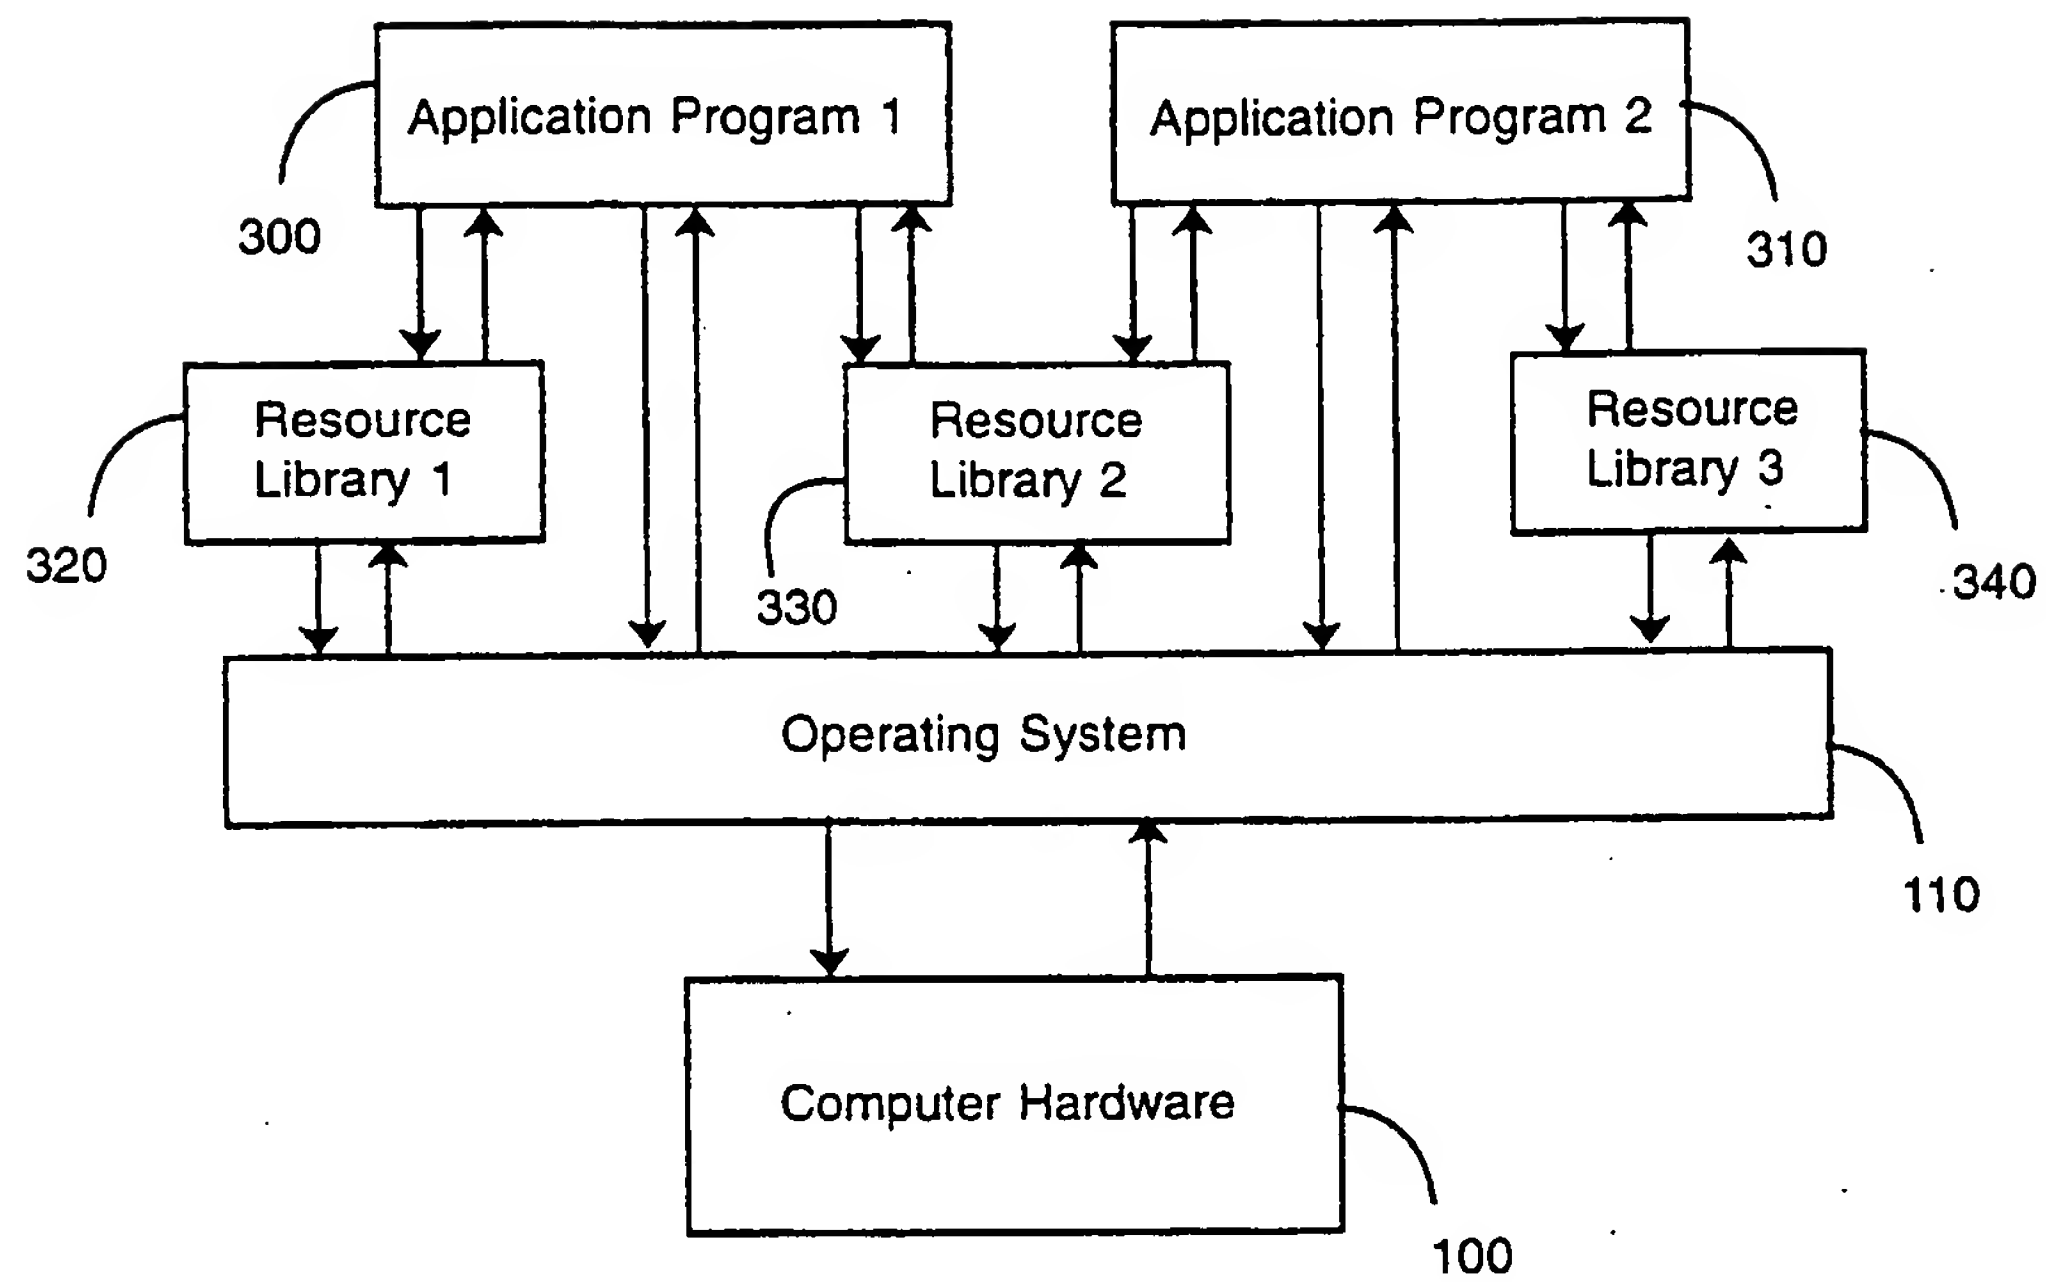 Application Program 1
Application Program 2
300
310
Resource
Library 1
Resource
Library 2
Resource
Library 3
320
330
340
Operating System
110
Computer Hardware
100